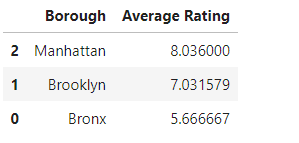 Borough Average Rating
2 Manhattan 8.036000
1 Brooklyn 7.031579
0 Bronx 5.666667